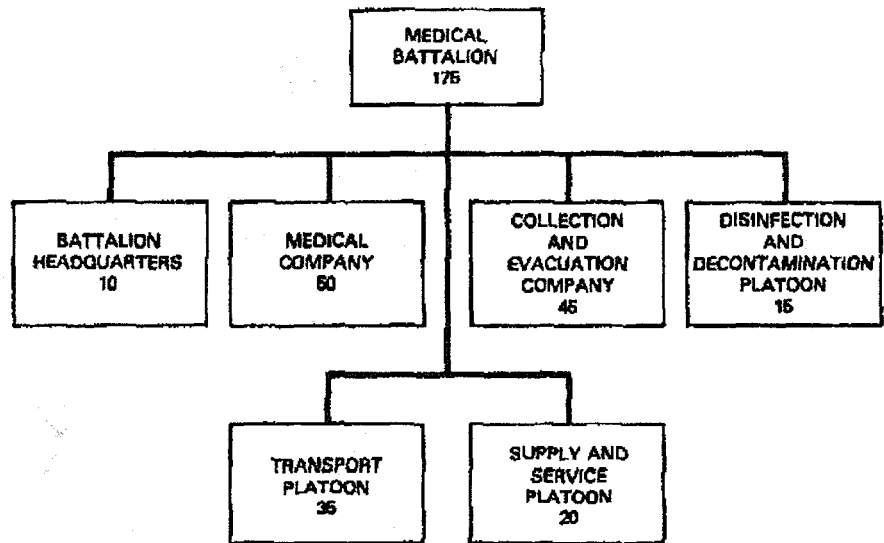 MEDICAL
BATTALION
175
BATTALION
HEADQUARTERS
10
MEDICAL
COMPANY
50
COLLECTION
AND
EVACUATION
COMPANY
45
DISINFECTION
AND
DECONTAMINATION
PLATOON
15
TRANSPORT
PLATOON
35
SUPPLY AND
SERVICE
PLATOON
20